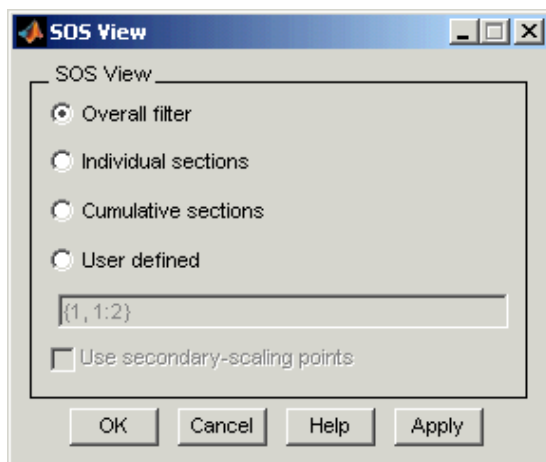 SOS View
SOS View
Overall filter
Individual sections
Cumulative sections
User defined
{1, 1:2}
Use secondary-scaling points
OK Cancel Help Apply